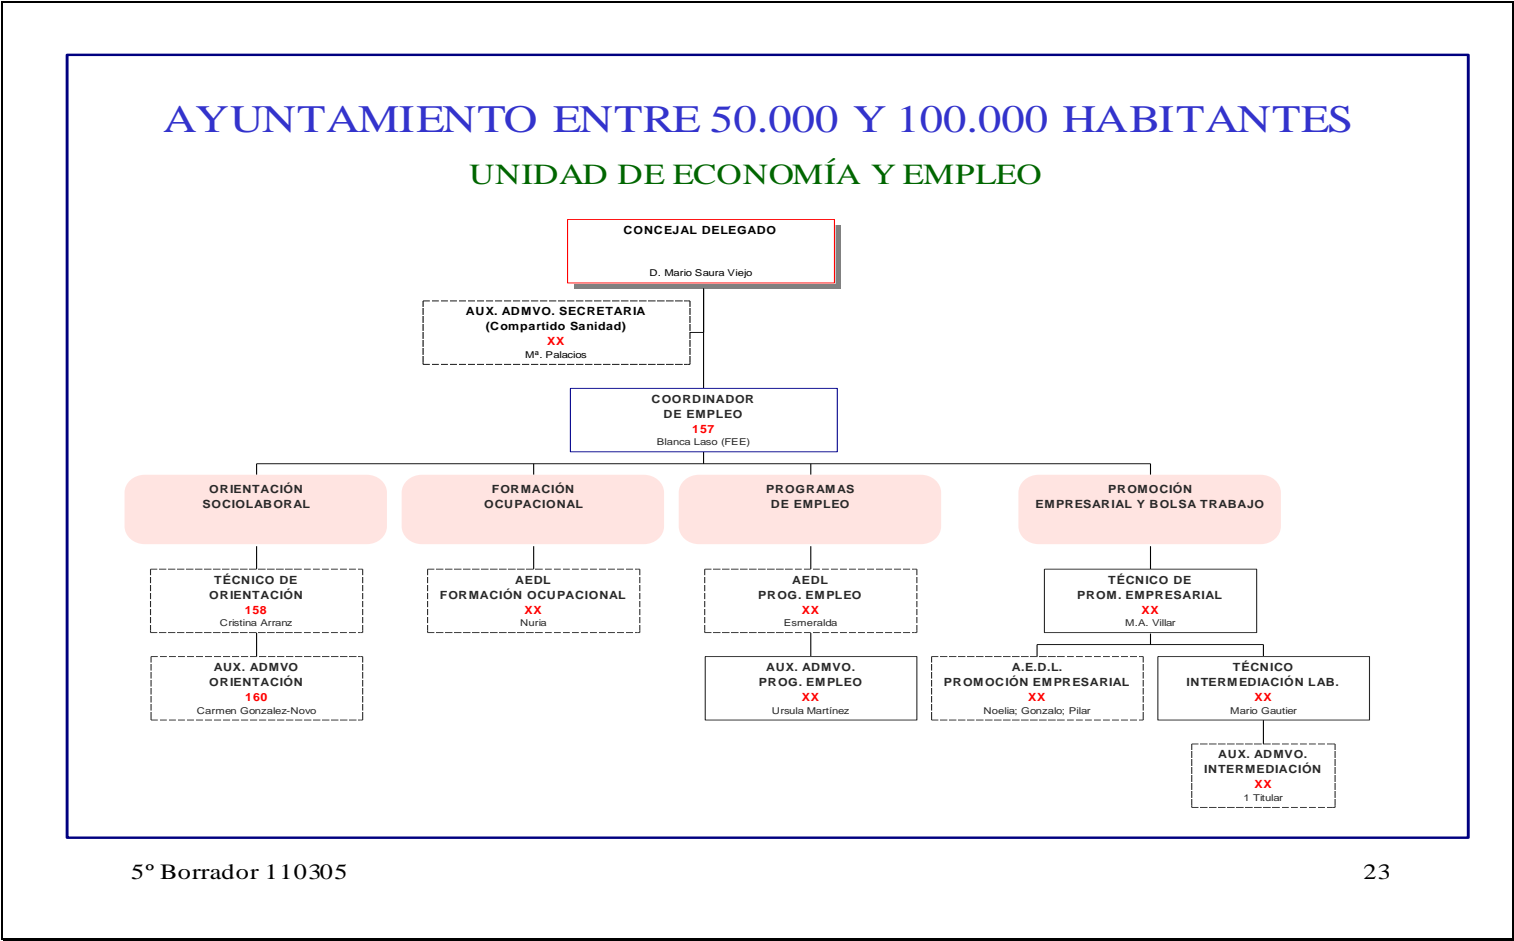 AYUNTAMIENTO ENTRE 50.000 Y 100.000 HABITANTES
UNIDAD DE ECONOMÍA Y EMPLEO
CONCEJAL DELEGADO
D. Mario Saura Viejo
AUX. ADMVO. SECRETARIA
(Compartido Sanidad)
XX
Mª. Palacios
COORDINADOR
DE EMPLEO
157
Blanca Laso (FEE)
ORIENTACIÓN
SOCIOLABORAL
FORMACIÓN
OCUPACIONAL
PROGRAMAS
DE EMPLEO
PROMOCIÓN
EMPRESARIAL Y BOLSA TRABAJO
TÉCNICO DE
ORIENTACIÓN
158
Cristina Arranz
AEDL
FORMACIÓN OCUPACIONAL
XX
Nuria
AEDL
PROG. EMPLEO
XX
Esmeralda
TÉCNICO DE
PROM. EMPRESARIAL
XX
M.A. Villar
AUX. ADMVO
ORIENTACIÓN
160
Carmen Gonzalez-Novo
AUX. ADMVO.
PROG. EMPLEO
XX
Ursula Martínez
A.E.D.L.
PROMOCIÓN EMPRESARIAL
XX
Noelia; Gonzalo; Pilar
TÉCNICO
INTERMEDIACIÓN LAB.
XX
Mario Gautier
AUX. ADMVO.
INTERMEDIACIÓN
XX
1 Titular
5º Borrador 110305
23